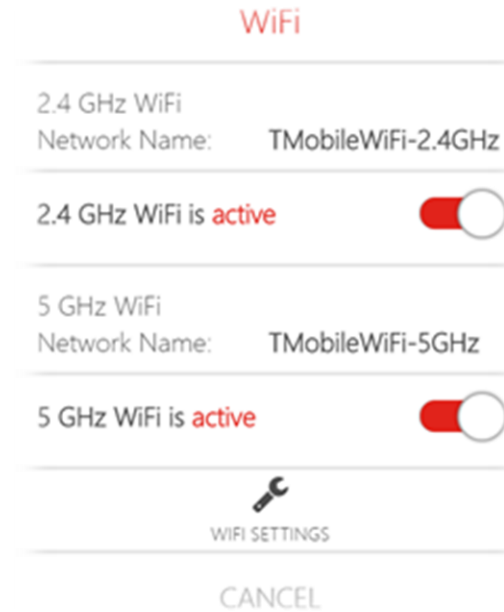 WiFi
2.4 GHz WiFi
Network Name: TMobileWiFi-2.4GHz
2.4 GHz WiFi is active
5 GHz WiFi
Network Name: TMobileWiFi-5GHz
5 GHz WiFi is active
WIFI SETTINGS
CANCEL